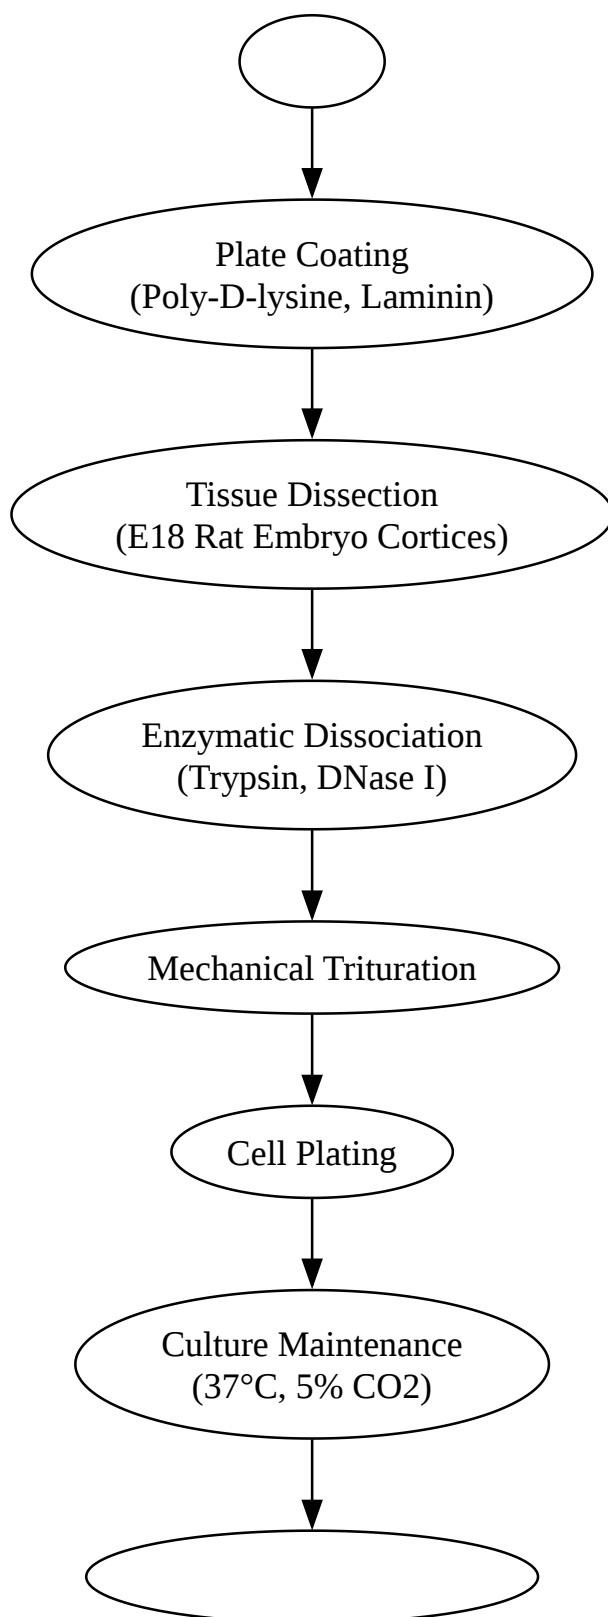 Plate Coating
(Poly-D-lysine, Laminin)
Tissue Dissection
(E18 Rat Embryo Cortices)
Enzymatic Dissociation
(Trypsin, DNase I)
Mechanical Trituration
Cell Plating
Culture Maintenance
(37°C, 5% CO2)